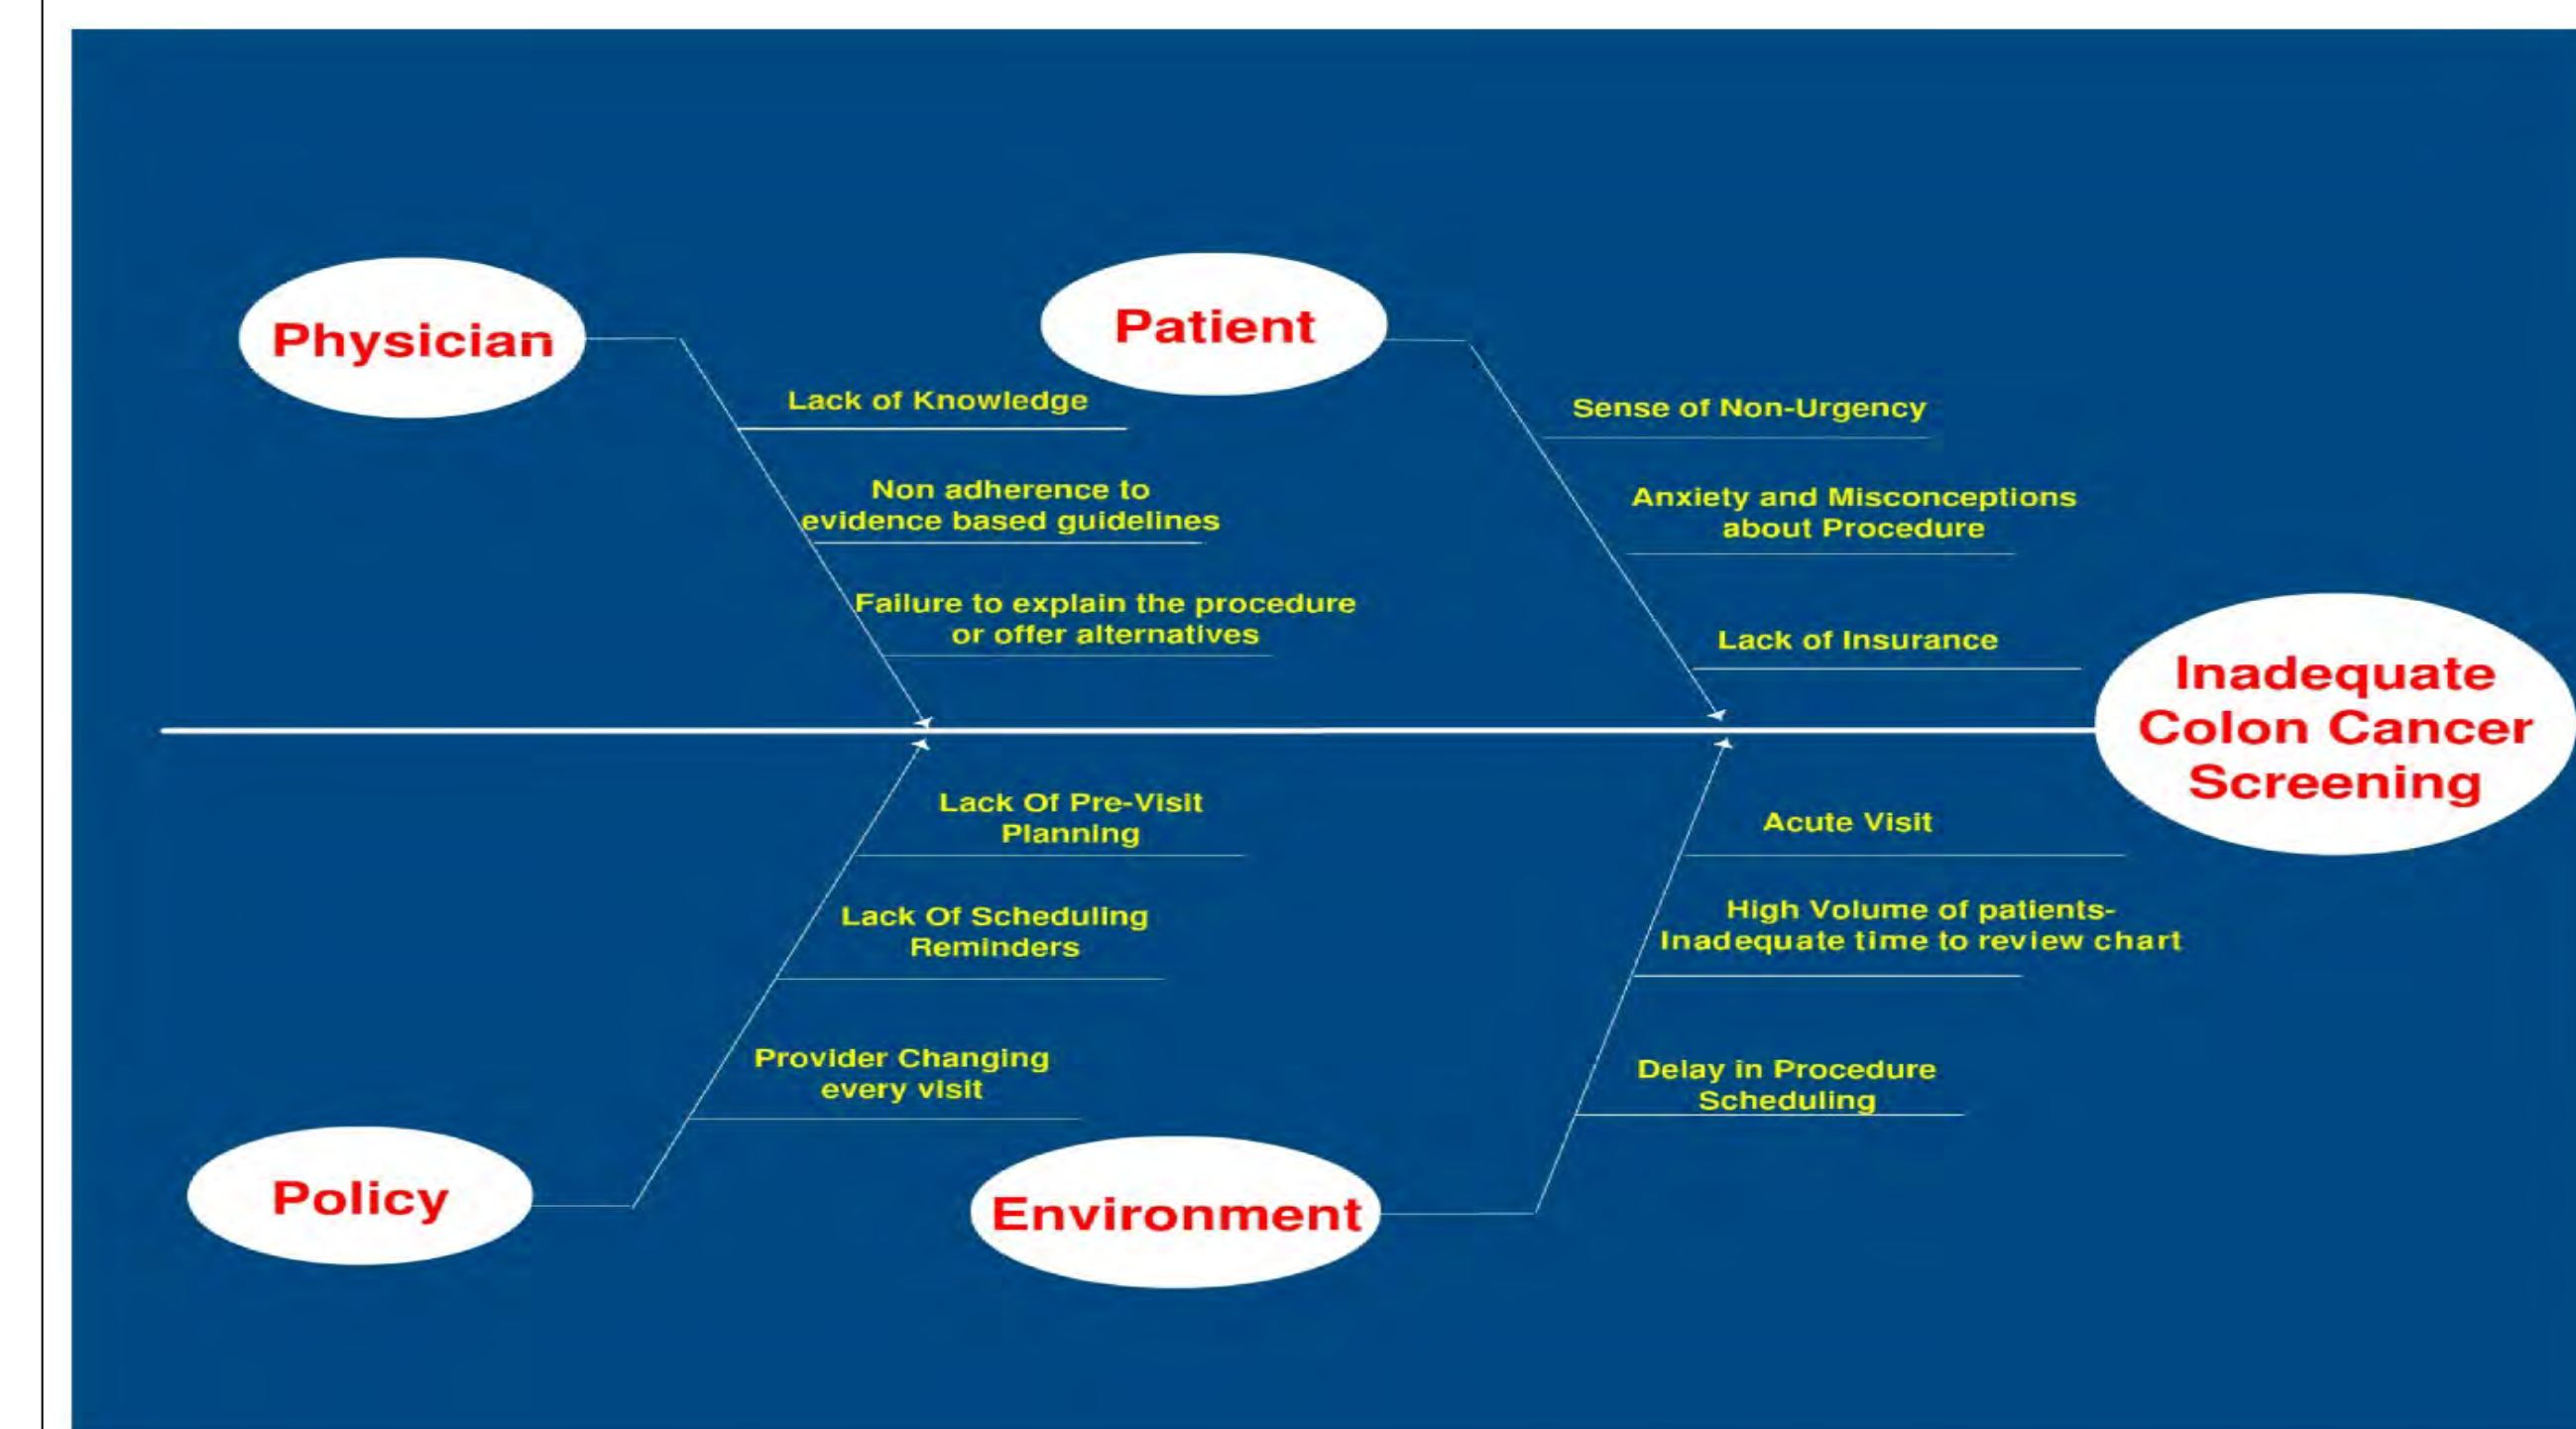 Physician
Lack of Knowledge
Non adherence to
evidence based guidelines
Failure to explain the procedure
or offer alternatives
Patient
Sense of Non-Urgency
Anxiety and Misconceptions
about Procedure
Lack of Insurance
Inadequate
Colon Cancer
Screening
Lack Of Pre-Visit
Planning
Lack Of Scheduling
Reminders
Provider Changing
every visit
Policy
Acute Visit
High Volume of patients-
Inadequate time to review chart
Delay in Procedure
Scheduling
Environment